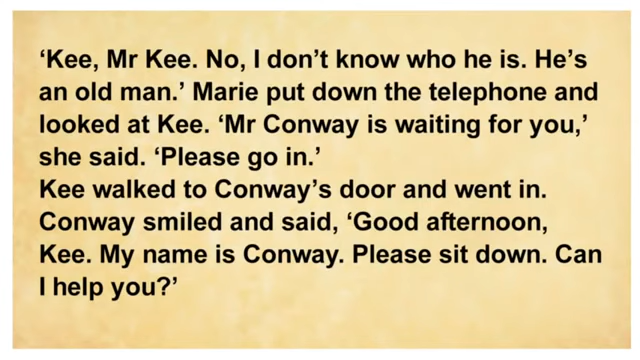 ‘Kee, Mr Kee. No, I don’t know who he is. He’s
an old man.’ Marie put down the telephone and
looked at Kee. ‘Mr Conway is waiting for you,’
she said. ‘Please go in.’
Kee walked to Conway’s door and went in.
Conway smiled and said, ‘Good afternoon,
Kee. My name is Conway. Please sit down. Can
I help you?’